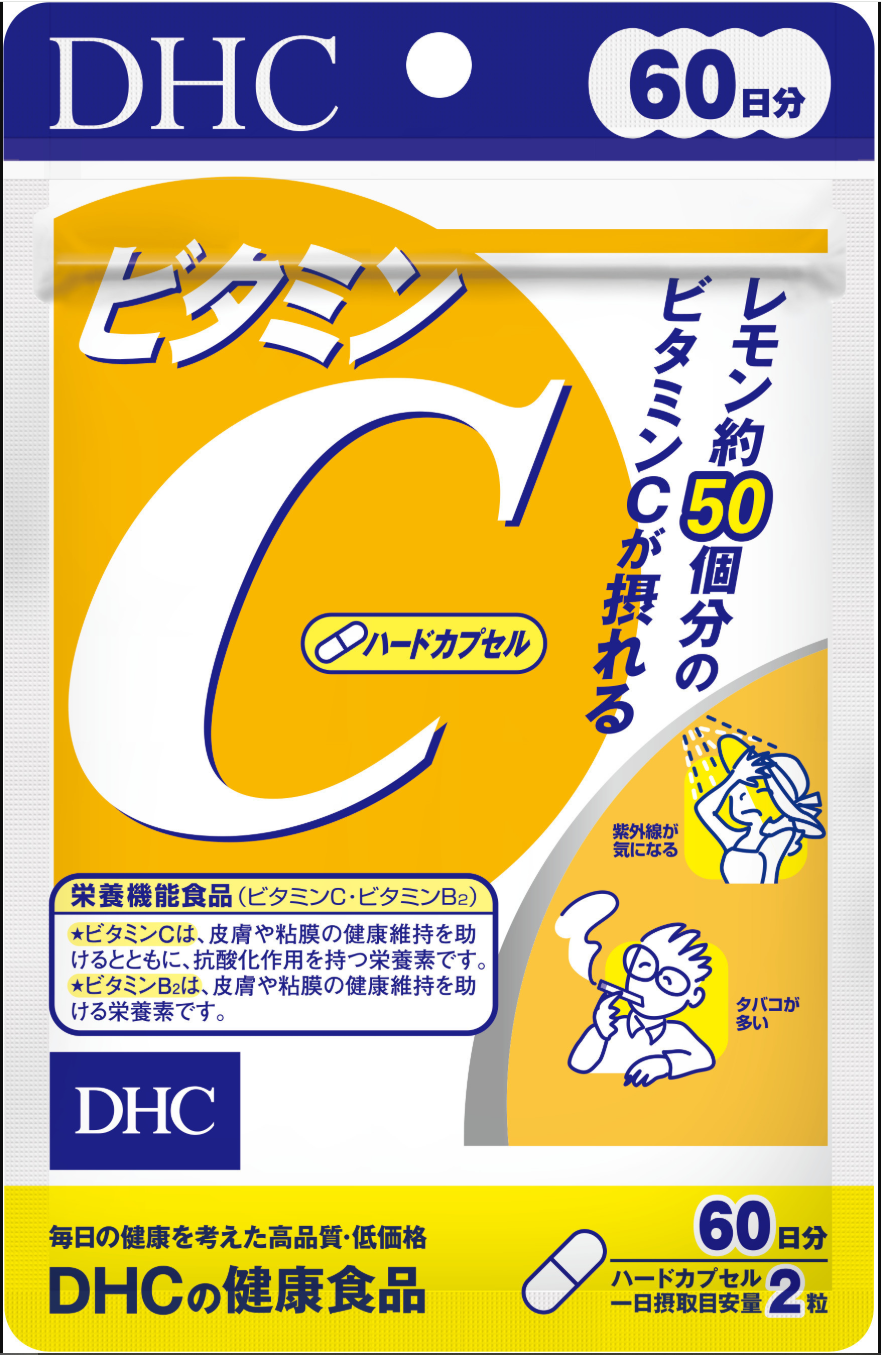 DHC
60日分
ビタミン
C
レモン約50個分の
ビタミンCが摂れる
ハードカプセル
紫外線が
気になる
栄養機能食品(ビタミンC・ビタミンB2)
★ビタミンCは、皮膚や粘膜の健康維持を助
けるとともに、抗酸化作用を持つ栄養素です。
★ビタミンB2は、皮膚や粘膜の健康維持を助
ける栄養素です。
タバコが
多い
DHC
毎日の健康を考えた高品質・低価格
DHCの健康食品
60日分
ハードカプセル
一日摂取目安量2粒